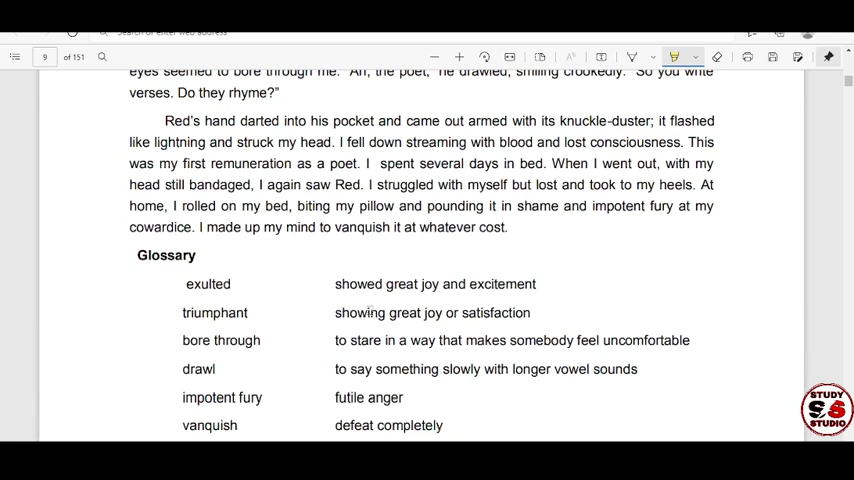 Search or enter web address
9 of 151
eyes seemed to bore through me. "Ah, the poet," he drawled, smiling crookedly. "So you write
verses. Do they rhyme?"
Red's hand darted into his pocket and came out armed with its knuckle-duster; it flashed
like lightning and struck my head. I fell down streaming with blood and lost consciousness. This
was my first remuneration as a poet. I spent several days in bed. When I went out, with my
head still bandaged, I again saw Red. I struggled with myself but lost and took to my heels. At
home, I rolled on my bed, biting my pillow and pounding it in shame and impotent fury at my
cowardice. I made up my mind to vanquish it at whatever cost.
Glossary
exulted showed great joy and excitement
triumphant showing great joy or satisfaction
bore through to stare in a way that makes somebody feel uncomfortable
drawl to say something slowly with longer vowel sounds
impotent fury futile anger
vanquish defeat completely
STUDY
SS
STUDIO